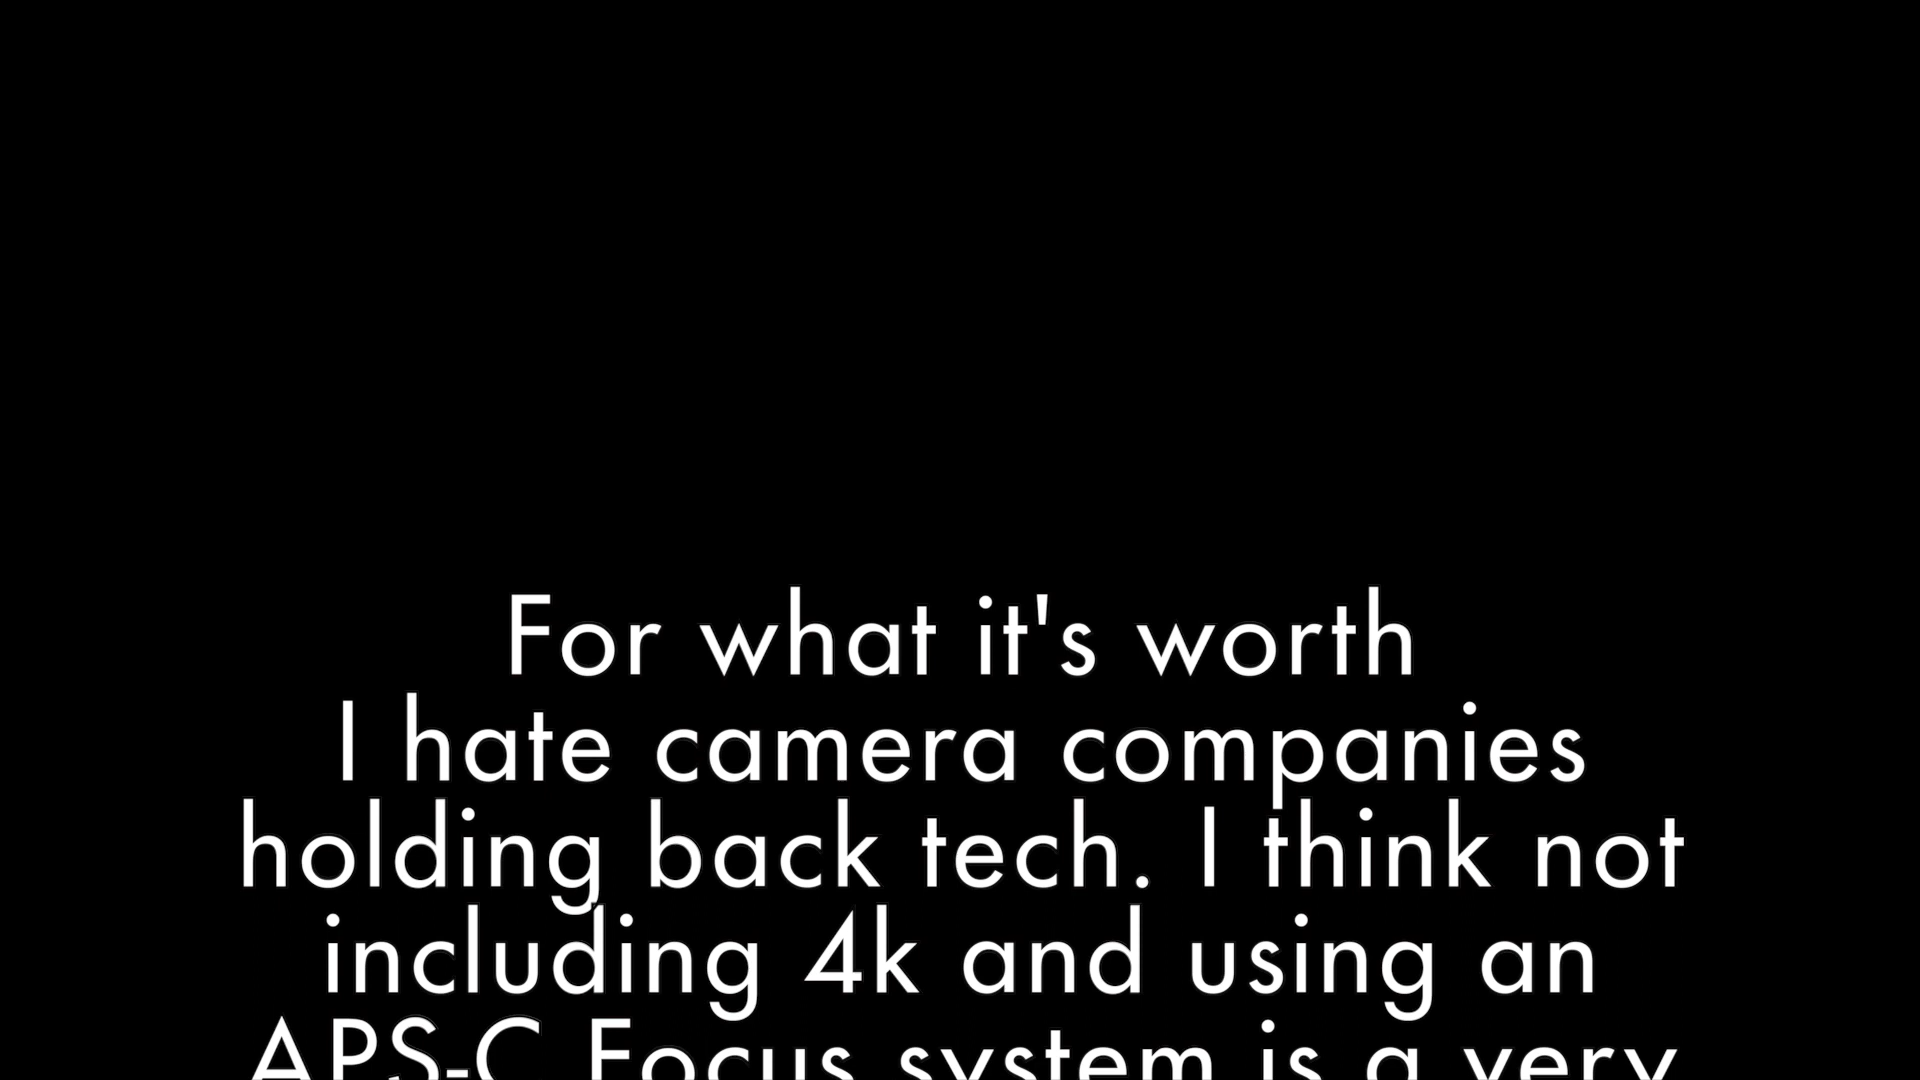 For what it's worth
I hate camera companies
holding back tech. I think not
including 4k and using an
APS-C Focus system is a very